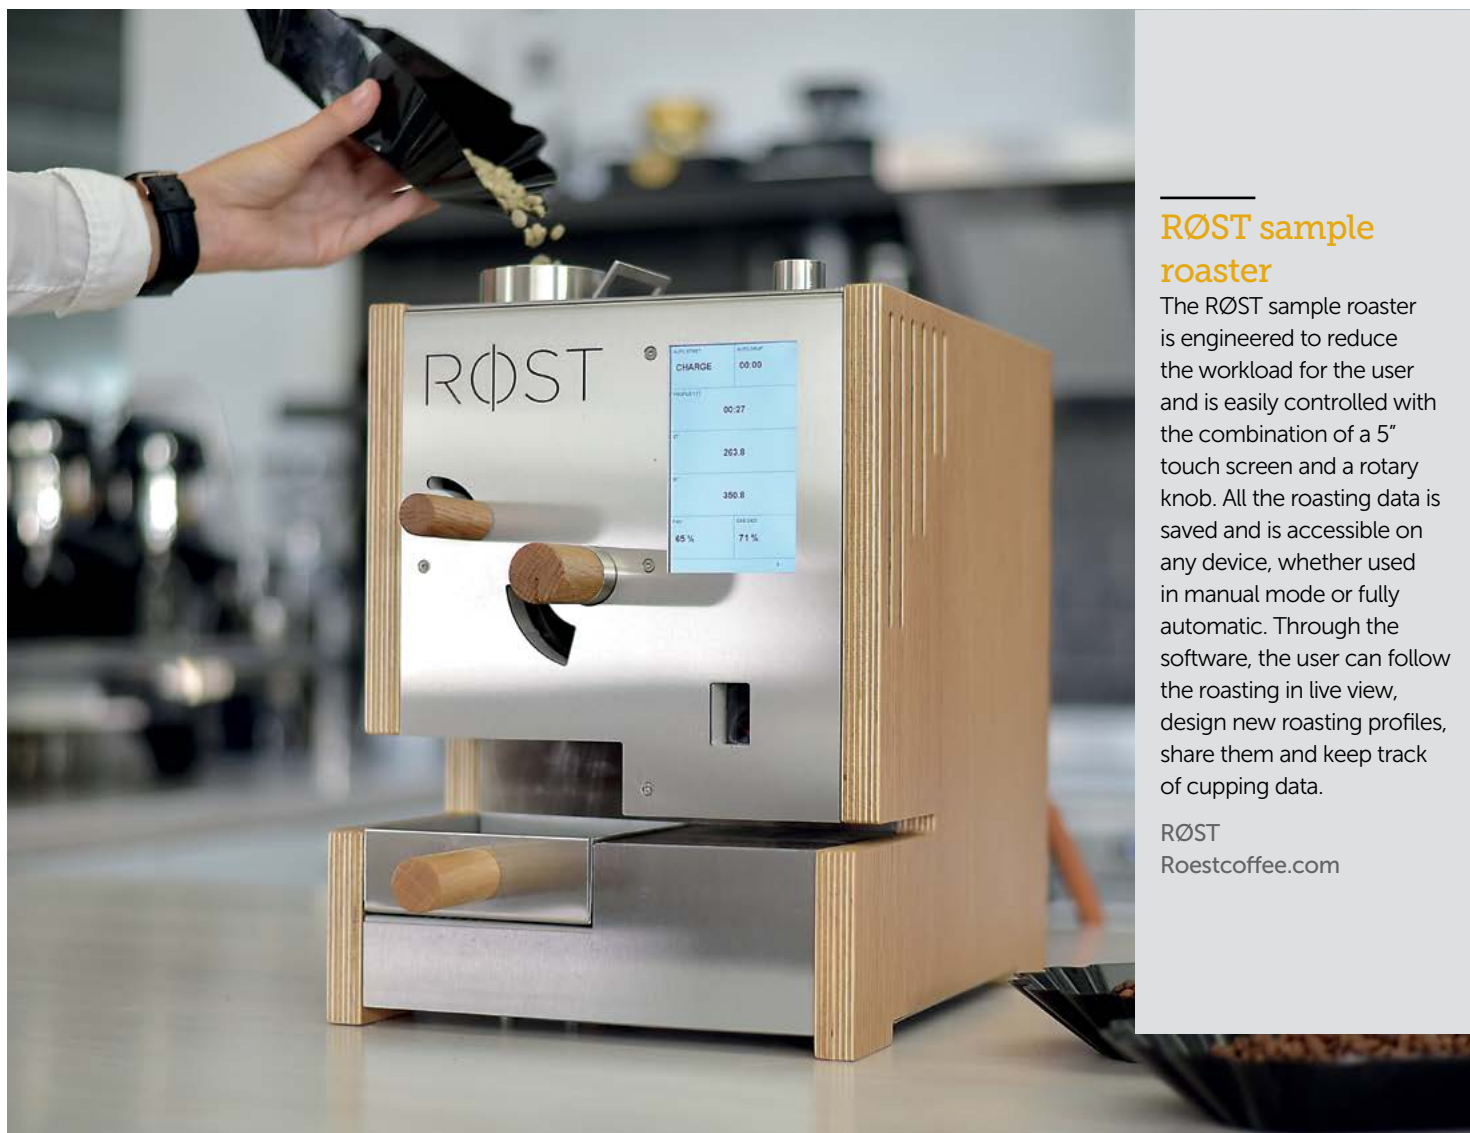 RØST
CHARGE 00:00
00:27
263.8
350.8
65 % 71 %
RØST sample
roaster
The RØST sample roaster
is engineered to reduce
the workload for the user
and is easily controlled with
the combination of a 5”
touch screen and a rotary
knob. All the roasting data is
saved and is accessible on
any device, whether used
in manual mode or fully
automatic. Through the
software, the user can follow
the roasting in live view,
design new roasting profiles,
share them and keep track
of cupping data.
RØST
Roestcoffee.com